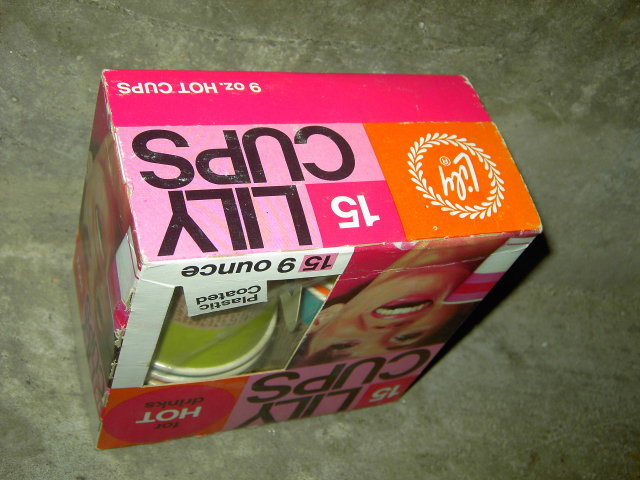 15 LILY
CUPS
Lily®
9 oz. HOT CUPS
15 9 ounce
Plastic
Coated
15 LILY
CUPS
for
HOT
drinks